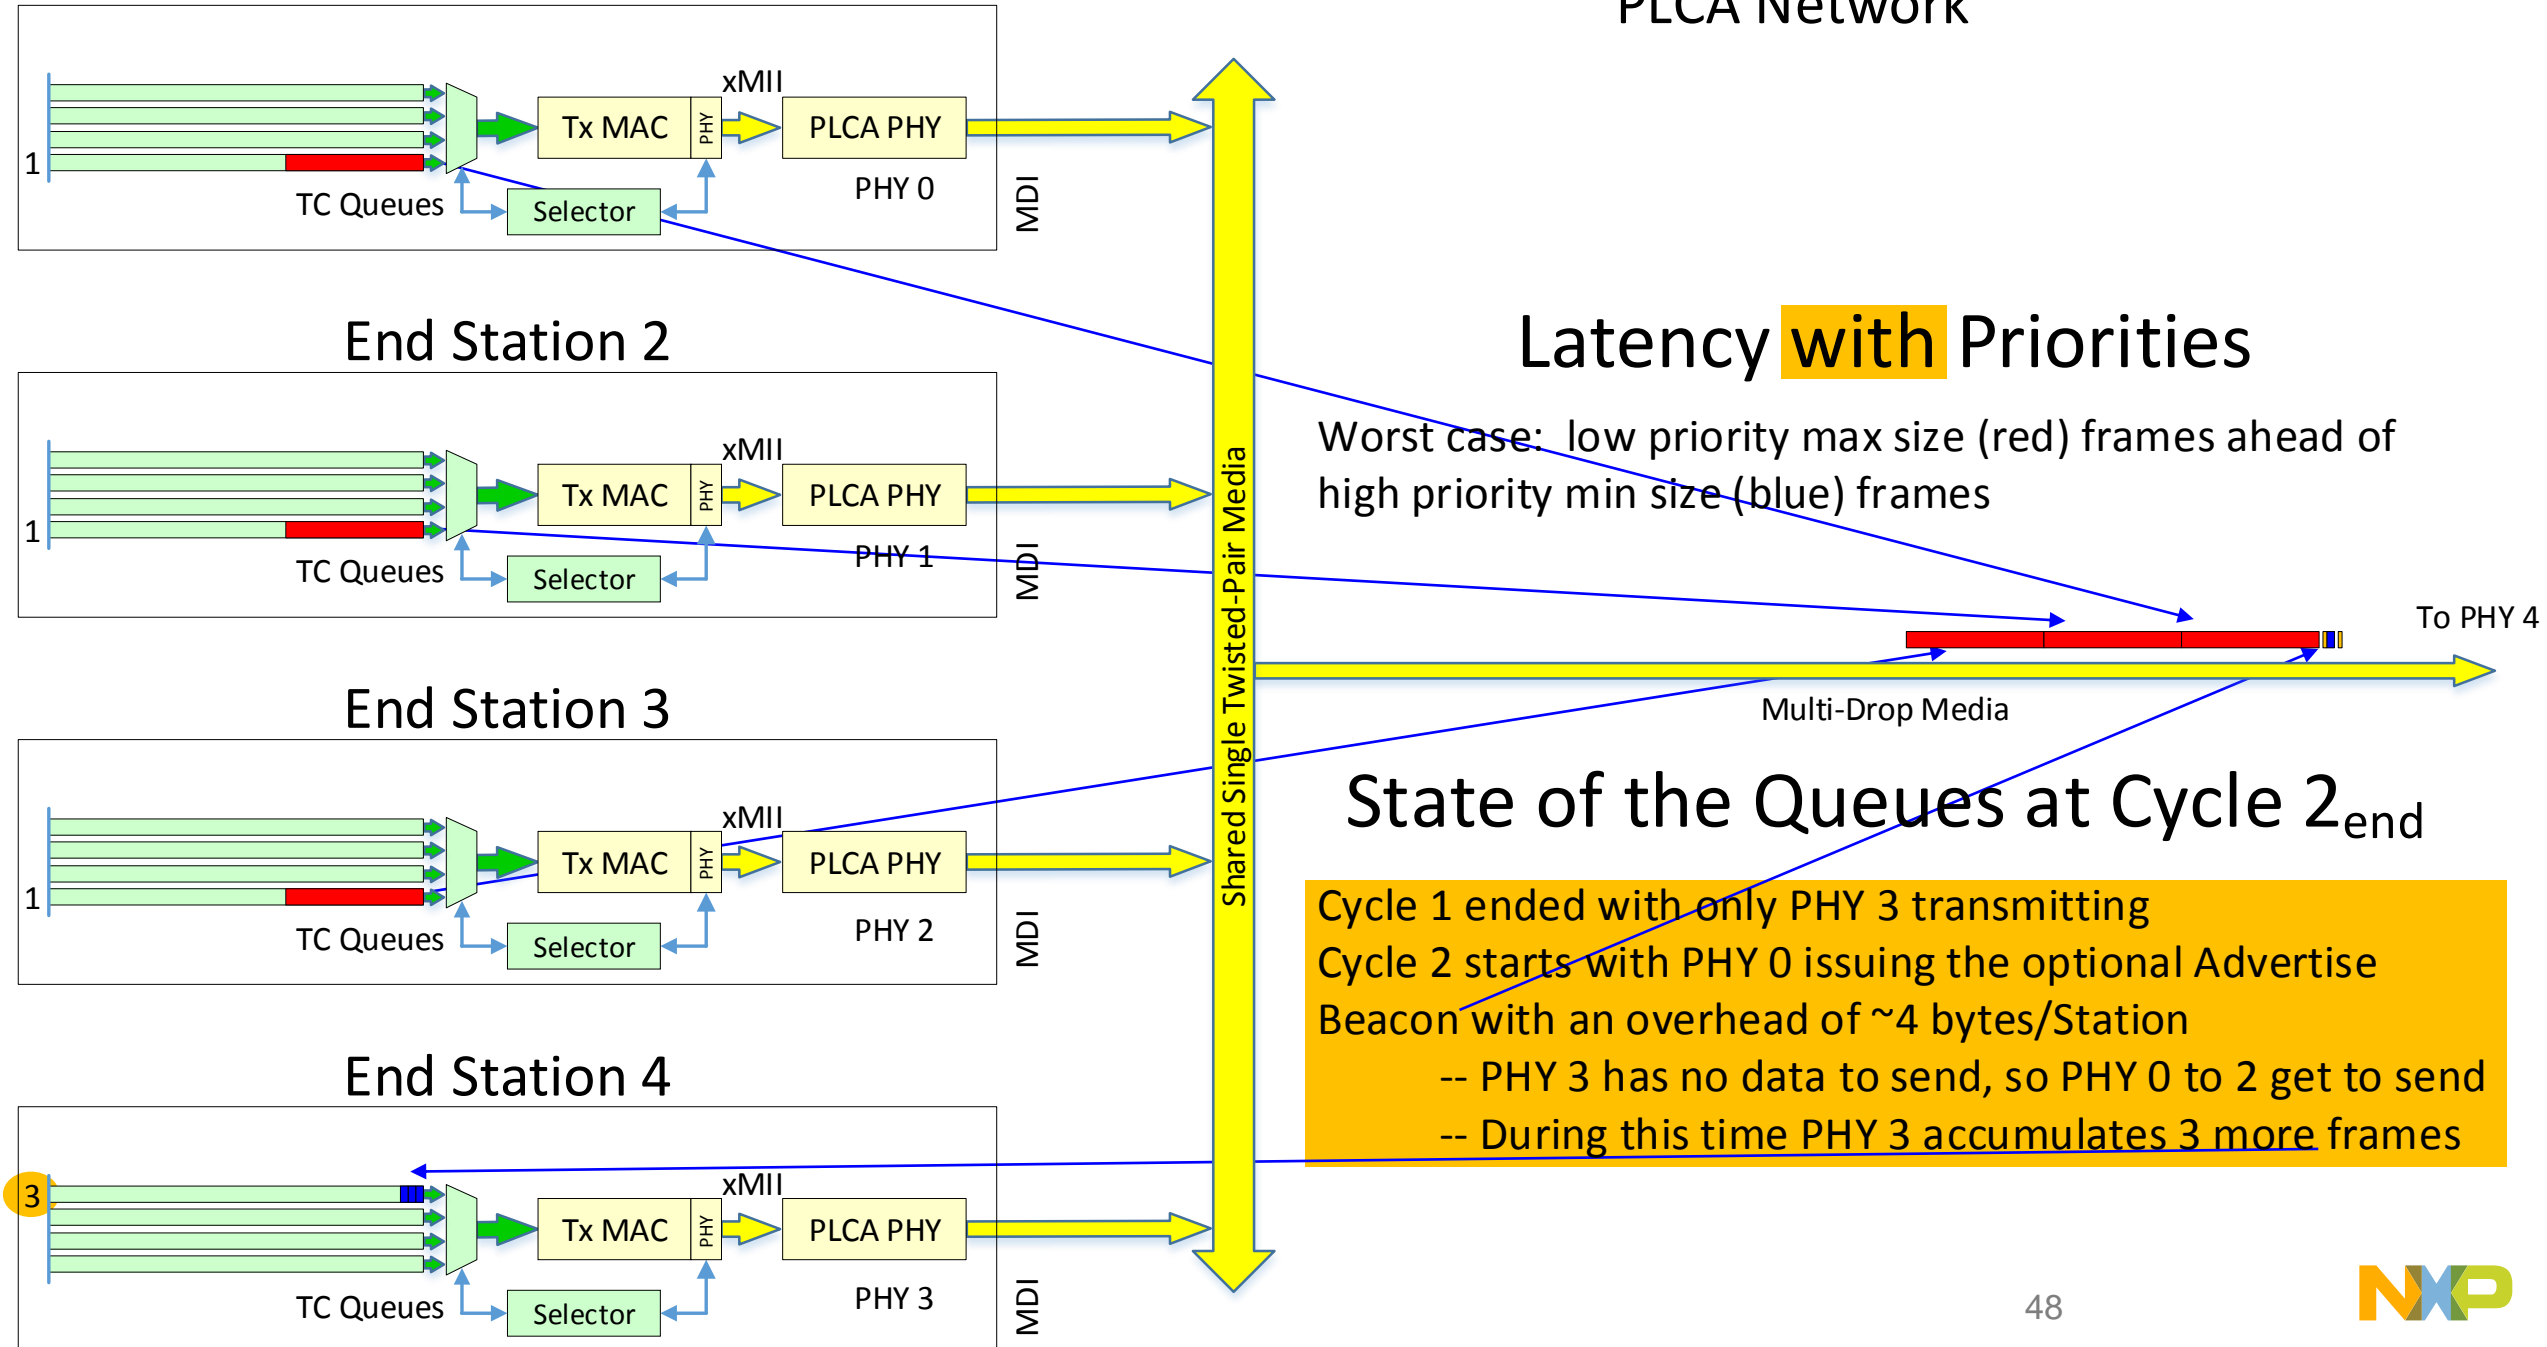 PLCA Network
xMII
Tx MAC
PHY
PLCA PHY
1
TC Queues
Selector
PHY 0
MDI
End Station 2
xMII
Tx MAC
PHY
PLCA PHY
1
TC Queues
Selector
PHY 1
MDI
End Station 3
xMII
Tx MAC
PHY
PLCA PHY
1
TC Queues
Selector
PHY 2
MDI
End Station 4
3
xMII
Tx MAC
PHY
PLCA PHY
TC Queues
Selector
PHY 3
MDI
Shared Single Twisted-Pair Media
Latency with Priorities
Worst case: low priority max size (red) frames ahead of
high priority min size (blue) frames
To PHY 4
Multi-Drop Media
State of the Queues at Cycle 2end
Cycle 1 ended with only PHY 3 transmitting
Cycle 2 starts with PHY 0 issuing the optional Advertise
Beacon with an overhead of ~4 bytes/Station
-- PHY 3 has no data to send, so PHY 0 to 2 get to send
-- During this time PHY 3 accumulates 3 more frames
48
NXP